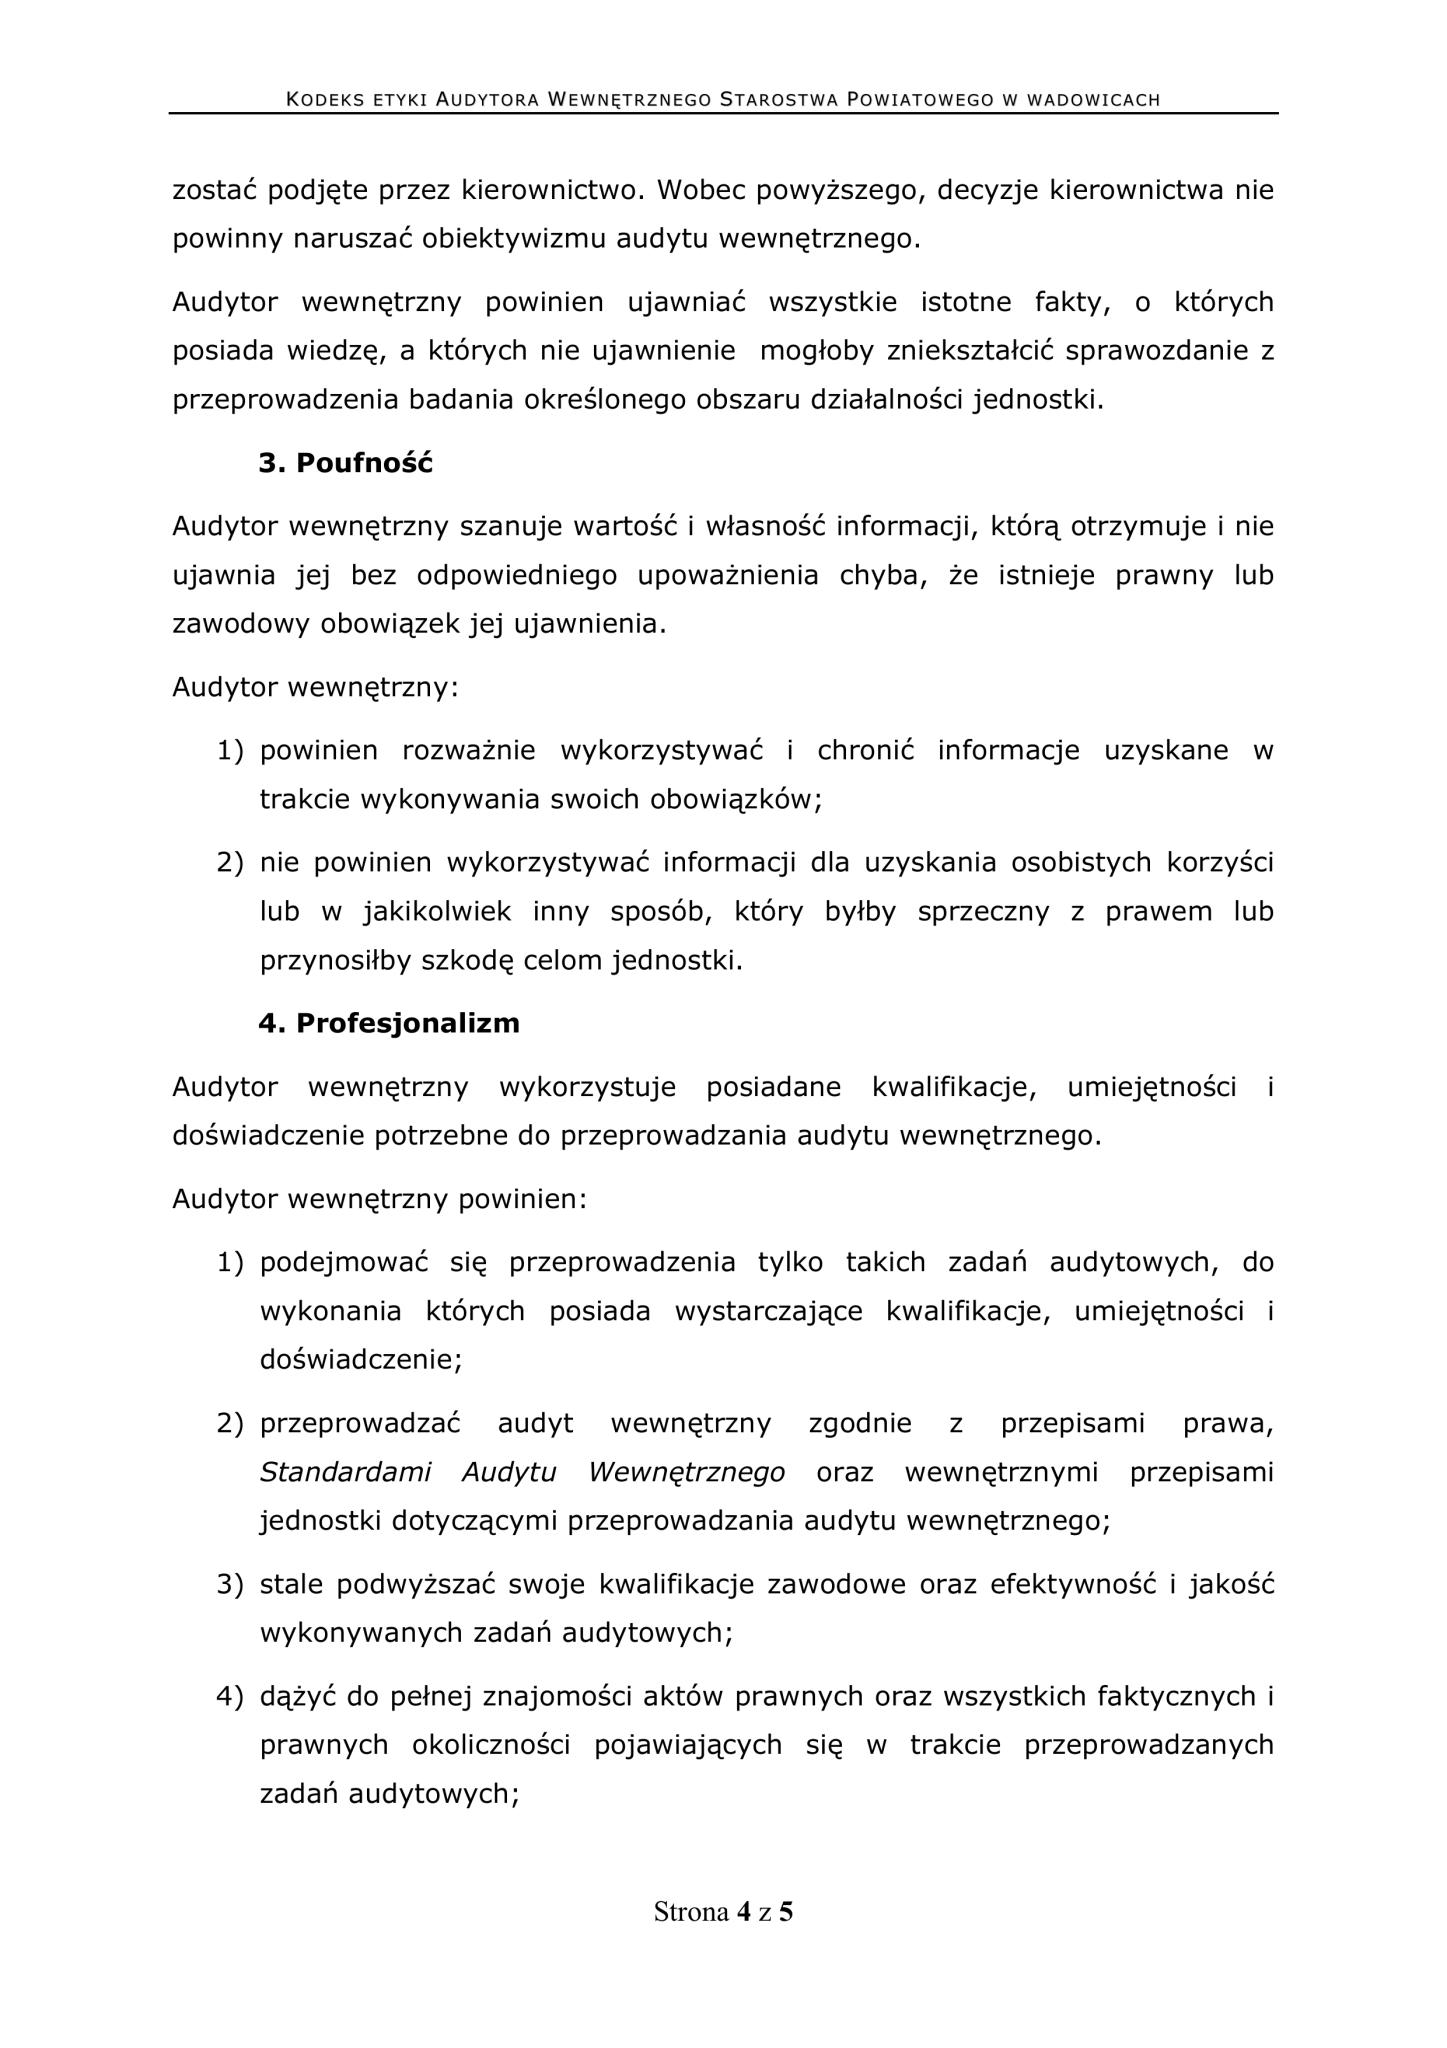 KODEKS ETYKI AUDYTORA WEWNĘTRZNEGO STAROSTWA POWIATOWEGO W WADOWICACH
zostać podjęte przez kierownictwo. Wobec powyższego, decyzje kierownictwa nie
powinny naruszać obiektywizmu audytu wewnętrznego.
Audytor wewnętrzny powinien ujawniać wszystkie istotne fakty, o których
posiada wiedzę, a których nie ujawnienie mogłoby zniekształcić sprawozdanie z
przeprowadzenia badania określonego obszaru działalności jednostki.
3. Poufność
Audytor wewnętrzny szanuje wartość i własność informacji, którą otrzymuje i nie
ujawnia jej bez odpowiedniego upoważnienia chyba, że istnieje prawny lub
zawodowy obowiązek jej ujawnienia.
Audytor wewnętrzny:
1) powinien rozważnie wykorzystywać i chronić informacje uzyskane w
trakcie wykonywania swoich obowiązków;
2) nie powinien wykorzystywać informacji dla uzyskania osobistych korzyści
lub w jakikolwiek inny sposób, który byłby sprzeczny z prawem lub
przynosiłby szkodę celom jednostki.
4. Profesjonalizm
Audytor wewnętrzny wykorzystuje posiadane kwalifikacje, umiejętności i
doświadczenie potrzebne do przeprowadzania audytu wewnętrznego.
Audytor wewnętrzny powinien:
1) podejmować się przeprowadzenia tylko takich zadań audytowych, do
wykonania których posiada wystarczające kwalifikacje, umiejętności i
doświadczenie;
2) przeprowadzać audyt wewnętrzny zgodnie z przepisami prawa,
Standardami Audytu Wewnętrznego oraz wewnętrznymi przepisami
jednostki dotyczącymi przeprowadzania audytu wewnętrznego;
3) stale podwyższać swoje kwalifikacje zawodowe oraz efektywność i jakość
wykonywanych zadań audytowych;
4) dążyć do pełnej znajomości aktów prawnych oraz wszystkich faktycznych i
prawnych okoliczności pojawiających się w trakcie przeprowadzanych
zadań audytowych;
Strona 4 z 5